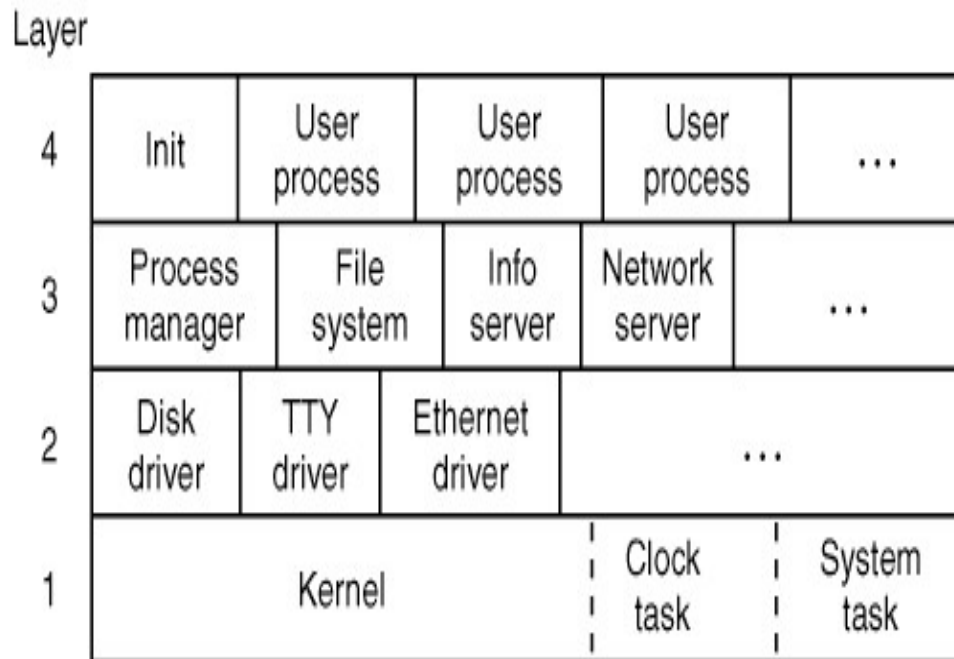 Layer
4
Init
User
process
User
process
User
process
...
3
Process
manager
File
system
Info
server
Network
server
...
2
Disk
driver
TTY
driver
Ethernet
driver
...
1
Kernel
Clock
task
System
task